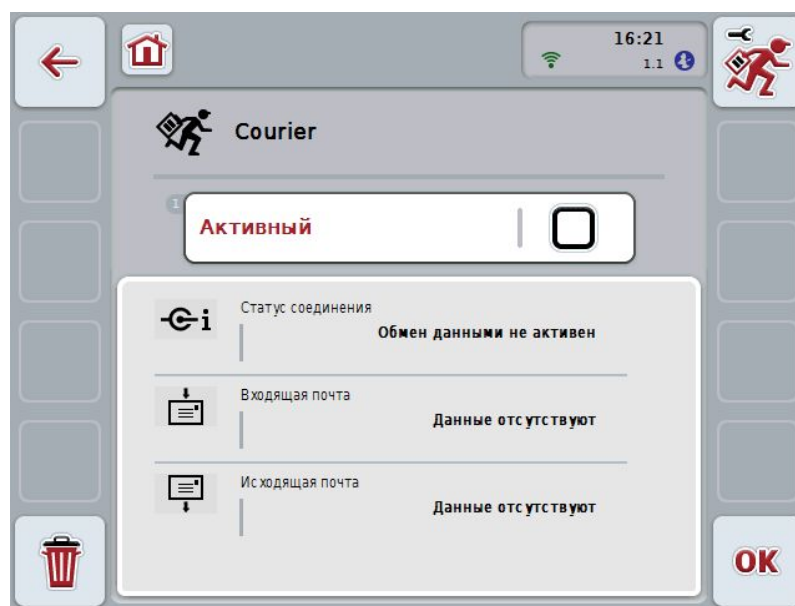 16:21
1.1
Courier
1
Активный
Статус соединения
Обмен данными не активен
Входящая почта
Данные отсутствуют
Исходящая почта
Данные отсутствуют
OK